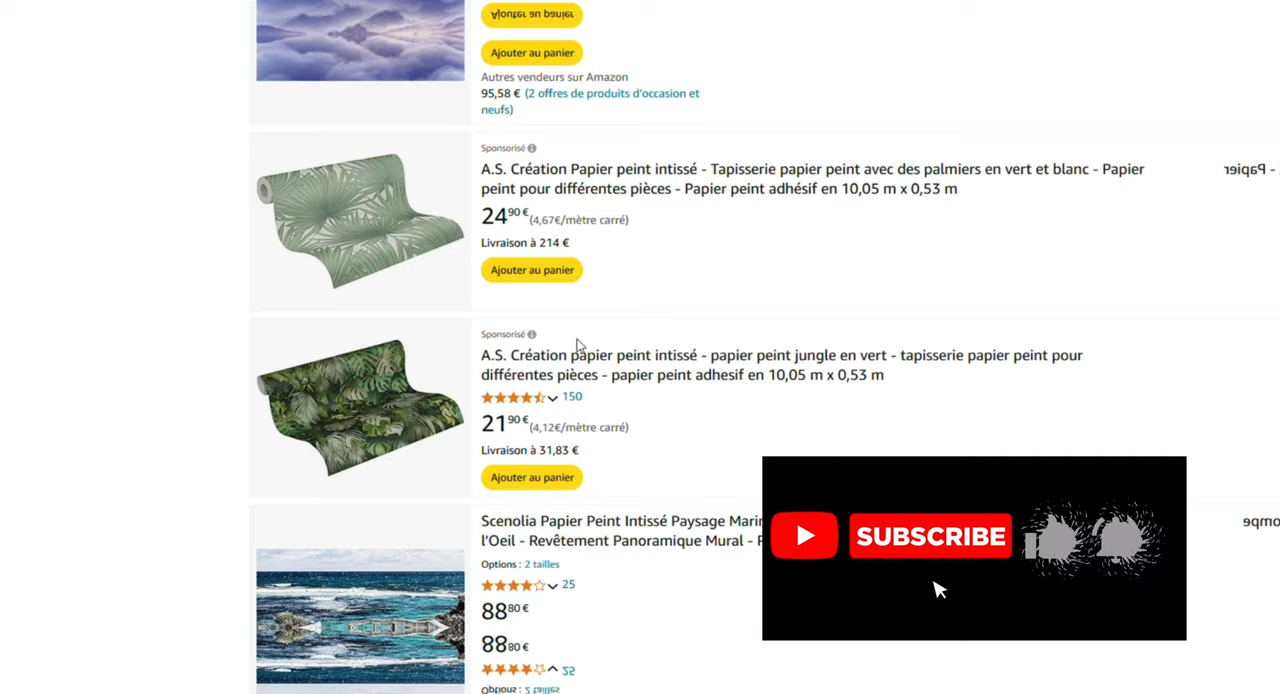 Ajouter au panier
Ajouter au panier
Autres vendeurs sur Amazon
95,58 € (2 offres de produits d'occasion et
neufs)
Sponsorisé
A.S. Création Papier peint intissé - Tapisserie papier peint avec des palmiers en vert et blanc - Papier
peint pour différentes pièces - Papier peint adhésif en 10,05 m x 0,53 m
- Papier
24,90 € (4,67€/mètre carré)
Livraison à 214 €
Ajouter au panier
Sponsorisé
A.S. Création papier peint intissé - papier peint jungle en vert - tapisserie papier peint pour
différentes pièces - papier peint adhesif en 10,05 m x 0,53 m
150
21,90 € (4,12€/mètre carré)
Livraison à 31,83 €
Ajouter au panier
Scenolia Papier Peint Intissé Paysage Marin
l'Oeil - Revêtement Panoramique Mural - P
Options : 2 tailles
25
88,80 €
88,80 €
25
Options : 2 tailles
SUBSCRIBE